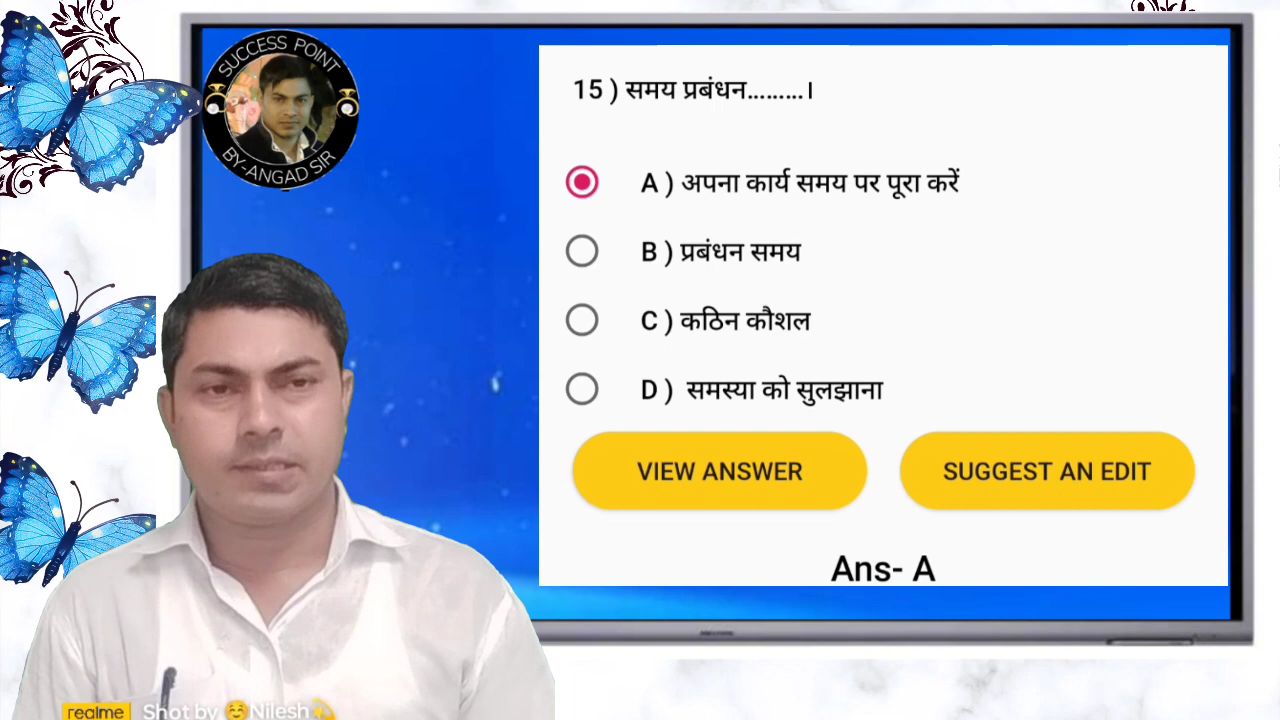 SUCCESS POINT
BY-ANGAD SIR
15 ) समय प्रबंधन.........।
A ) अपना कार्य समय पर पूरा करें
B ) प्रबंधन समय
C ) कठिन कौशल
D ) समस्या को सुलझाना
VIEW ANSWER
SUGGEST AN EDIT
Ans- A
realme Shot by ☺️Nilesh💫